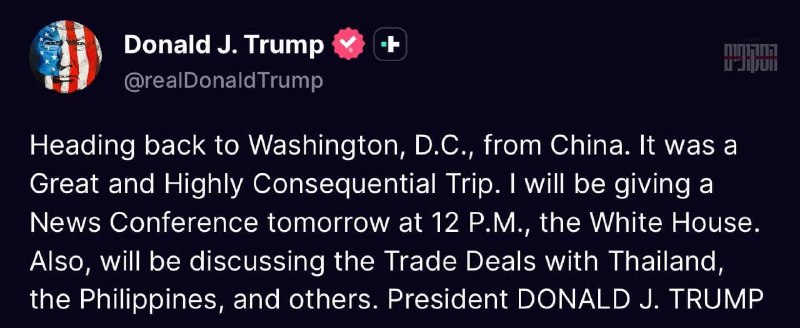 Donald J. Trump
@realDonaldTrump
Heading back to Washington, D.C., from China. It was a
Great and Highly Consequential Trip. I will be giving a
News Conference tomorrow at 12 P.M., the White House.
Also, will be discussing the Trade Deals with Thailand,
the Philippines, and others. President DONALD J. TRUMP